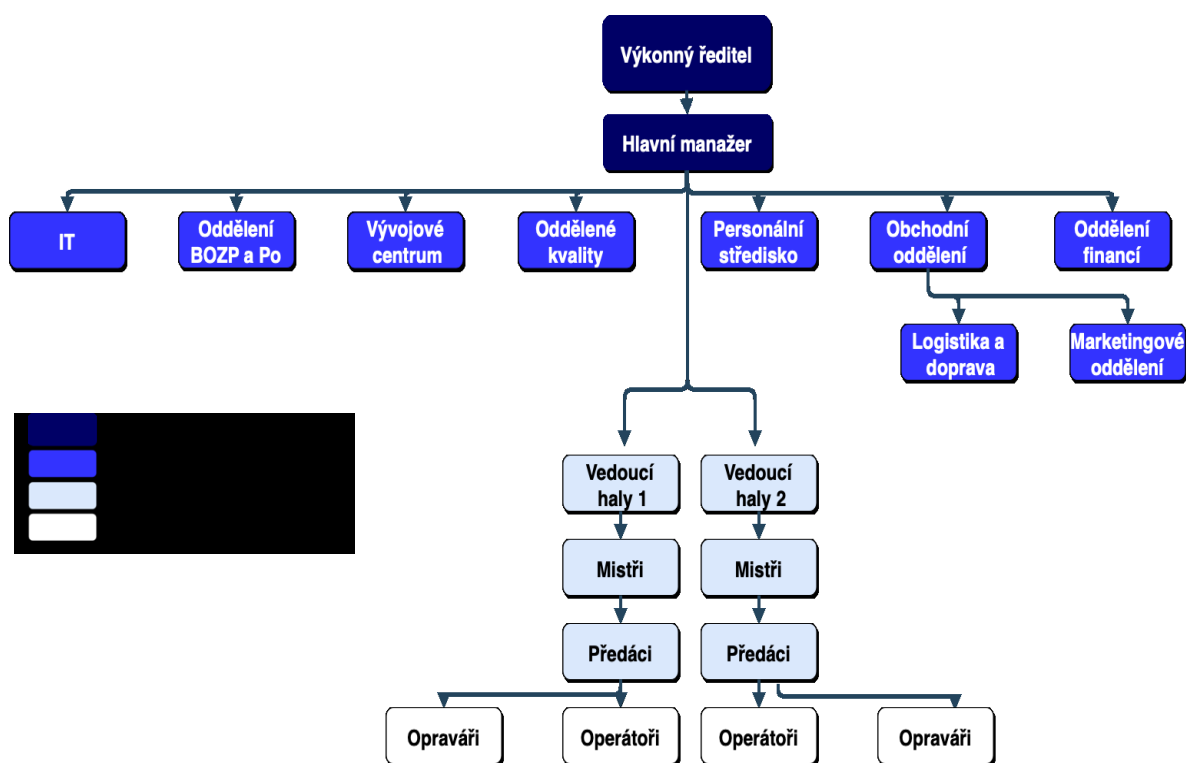 Výkonný ředitel
Hlavní manažer
IT
Oddělení
BOZP a Po
Vývojové
centrum
Oddělené
kvality
Personální
středisko
Obchodní
oddělení
Oddělení
financí
Logistika a
doprava
Marketingové
oddělení
Vedoucí
haly 1
Vedoucí
haly 2
Mistři
Mistři
Předáci
Předáci
Opraváři
Operátoři
Operátoři
Opraváři